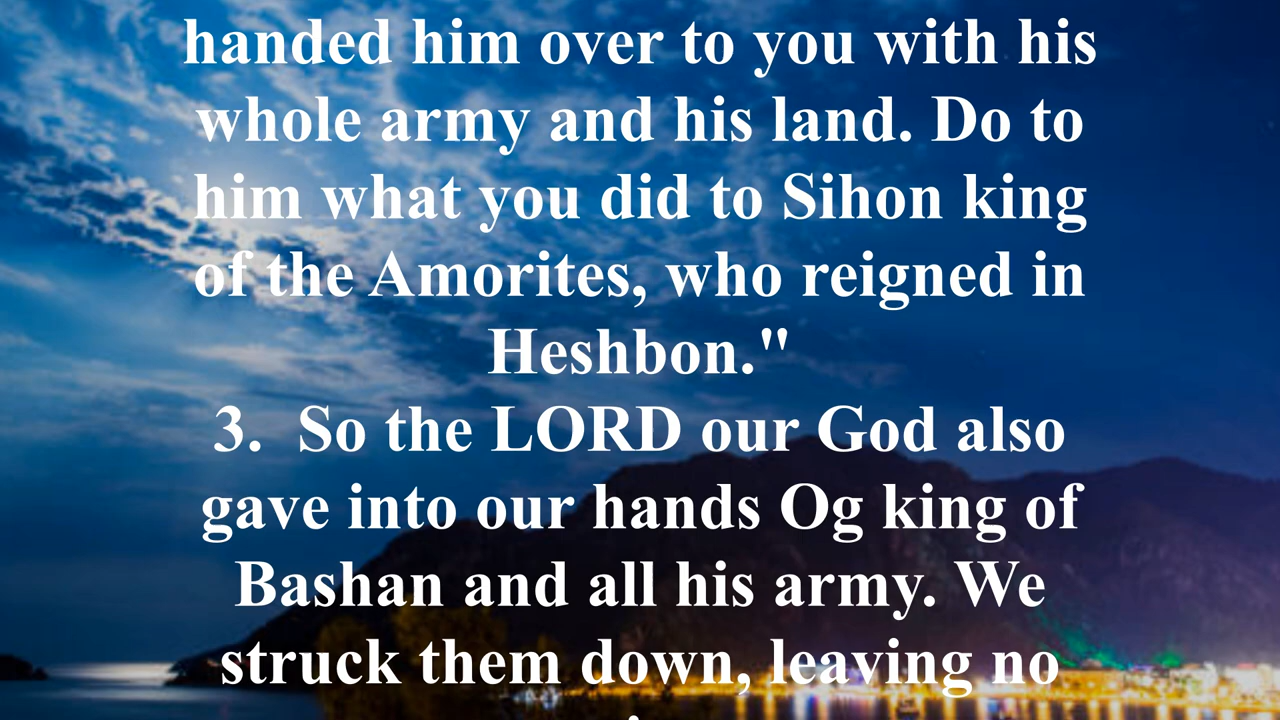 handed him over to you with his
whole army and his land. Do to
him what you did to Sihon king
of the Amorites, who reigned in
Heshbon."
3.  So the LORD our God also
gave into our hands Og king of
Bashan and all his army. We
struck them down, leaving no